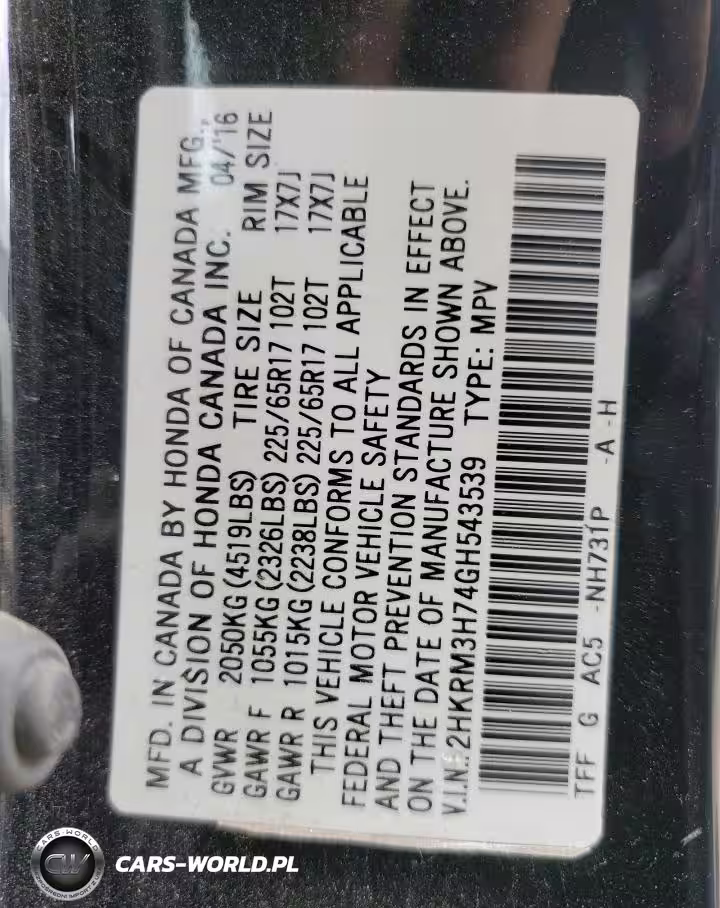 MFD. IN CANADA BY HONDA OF CANADA MFG.,
A DIVISION OF HONDA CANADA INC. 04/'16
GVWR 2050KG (4519LBS) TIRE SIZE RIM SIZE
GAWR F 1055KG (2326LBS) 225/65R17 102T 17X7J
GAWR R 1015KG (2238LBS) 225/65R17 102T 17X7J
THIS VEHICLE CONFORMS TO ALL APPLICABLE
FEDERAL MOTOR VEHICLE SAFETY
AND THEFT PREVENTION STANDARDS IN EFFECT
ON THE DATE OF MANUFACTURE SHOWN ABOVE.
V.I.N.: 2HKRM3H74GH543539 TYPE: MPV
TFF G AC5 -NH731P -A -H
CARS-WORLD
CW
CARS-WORLD.PL